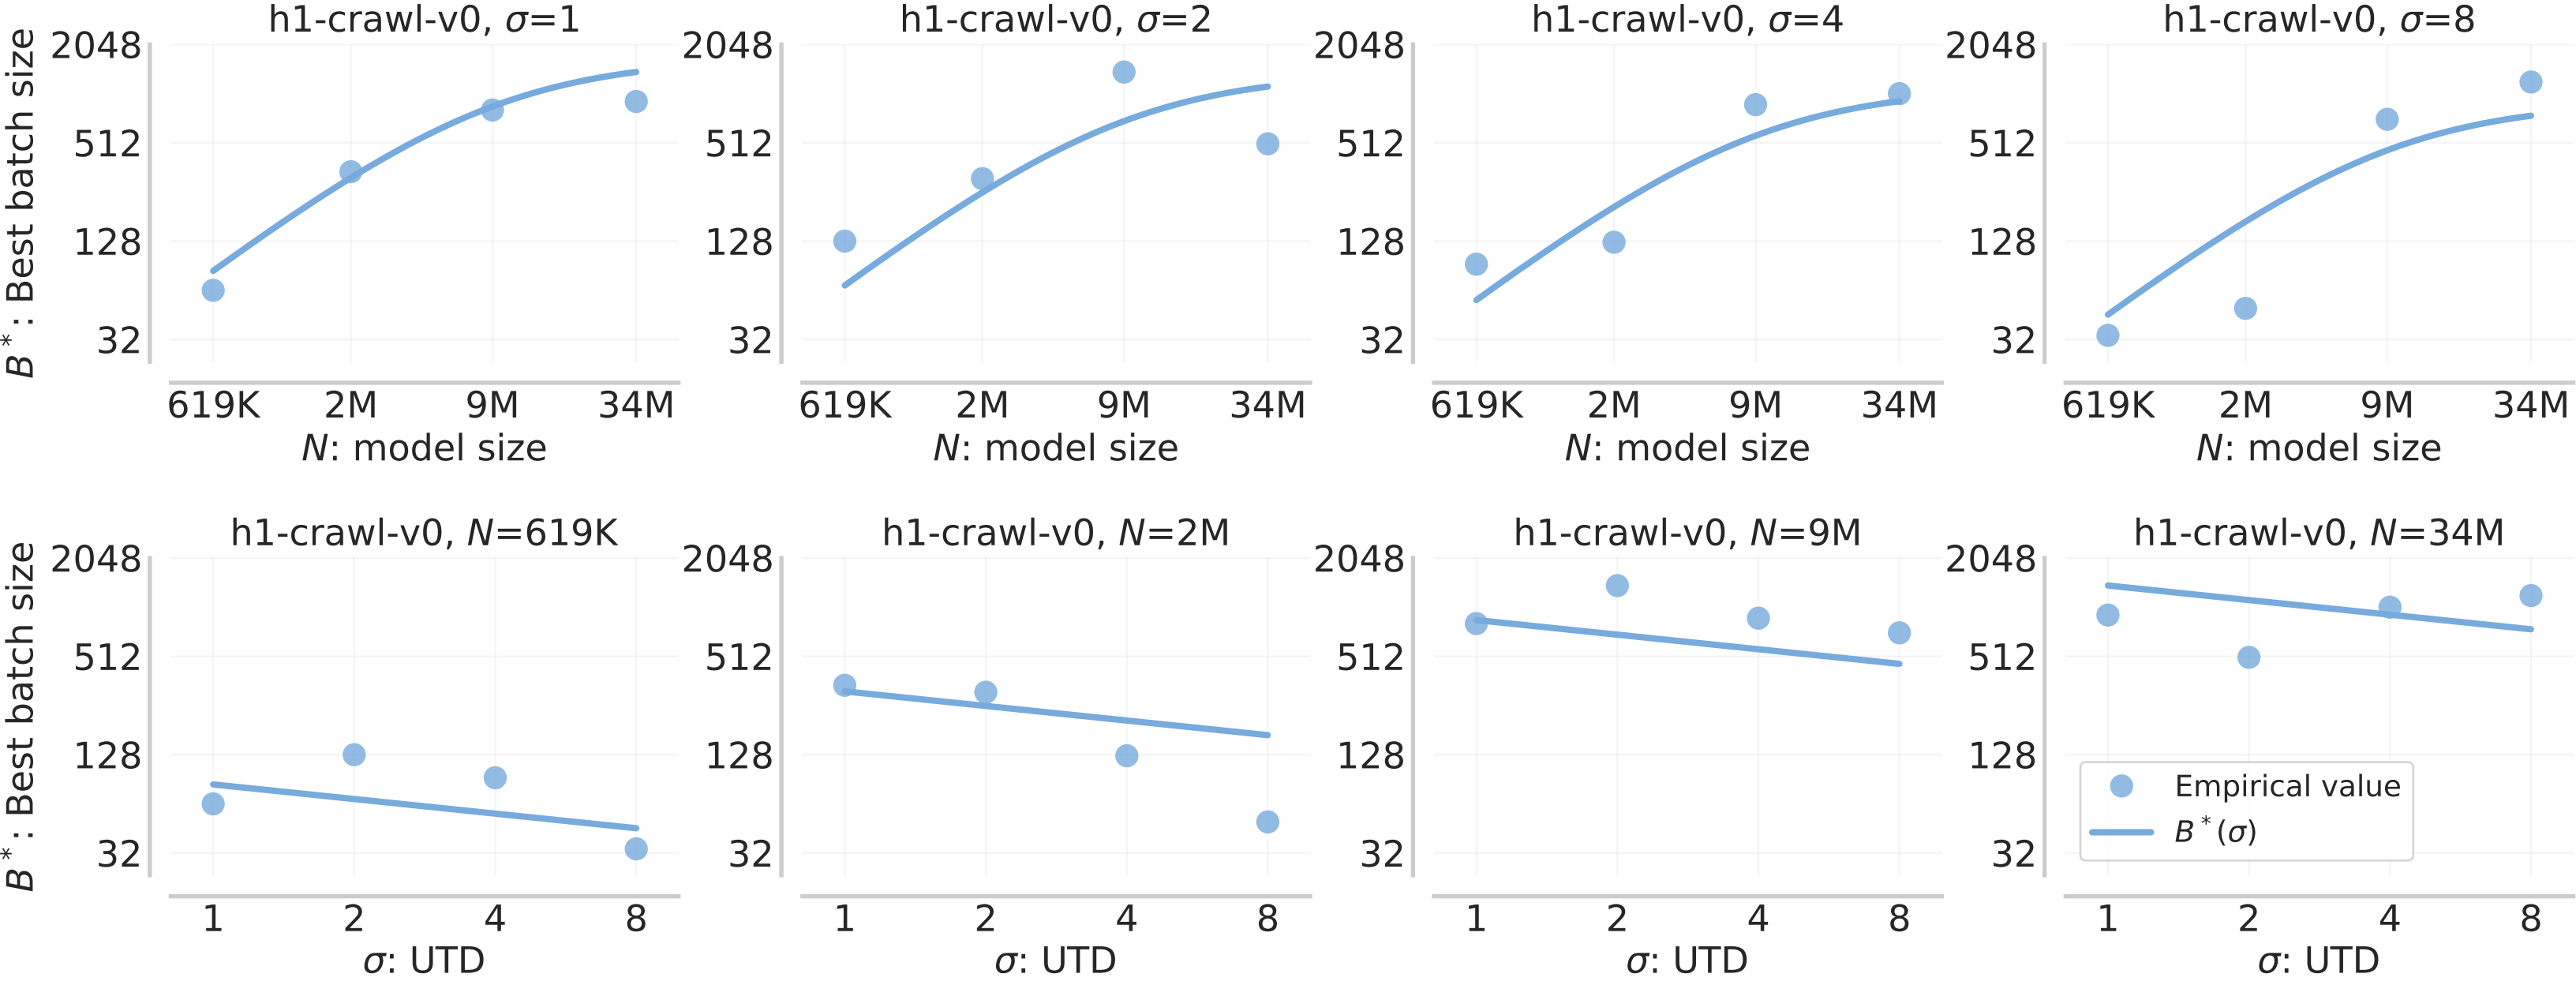 h1-crawl-v0, σ=1
h1-crawl-v0, σ=2
h1-crawl-v0, σ=4
h1-crawl-v0, σ=8
B*: Best batch size
2048
512
128
32
2048
512
128
32
2048
512
128
32
2048
512
128
32
619K 2M 9M 34M
619K 2M 9M 34M
619K 2M 9M 34M
619K 2M 9M 34M
N: model size
N: model size
N: model size
N: model size
h1-crawl-v0, N=619K
h1-crawl-v0, N=2M
h1-crawl-v0, N=9M
h1-crawl-v0, N=34M
B*: Best batch size
2048
512
128
32
2048
512
128
32
2048
512
128
32
2048
512
128
32
Empirical value
B*(σ)
1 2 4 8
1 2 4 8
1 2 4 8
1 2 4 8
σ: UTD
σ: UTD
σ: UTD
σ: UTD